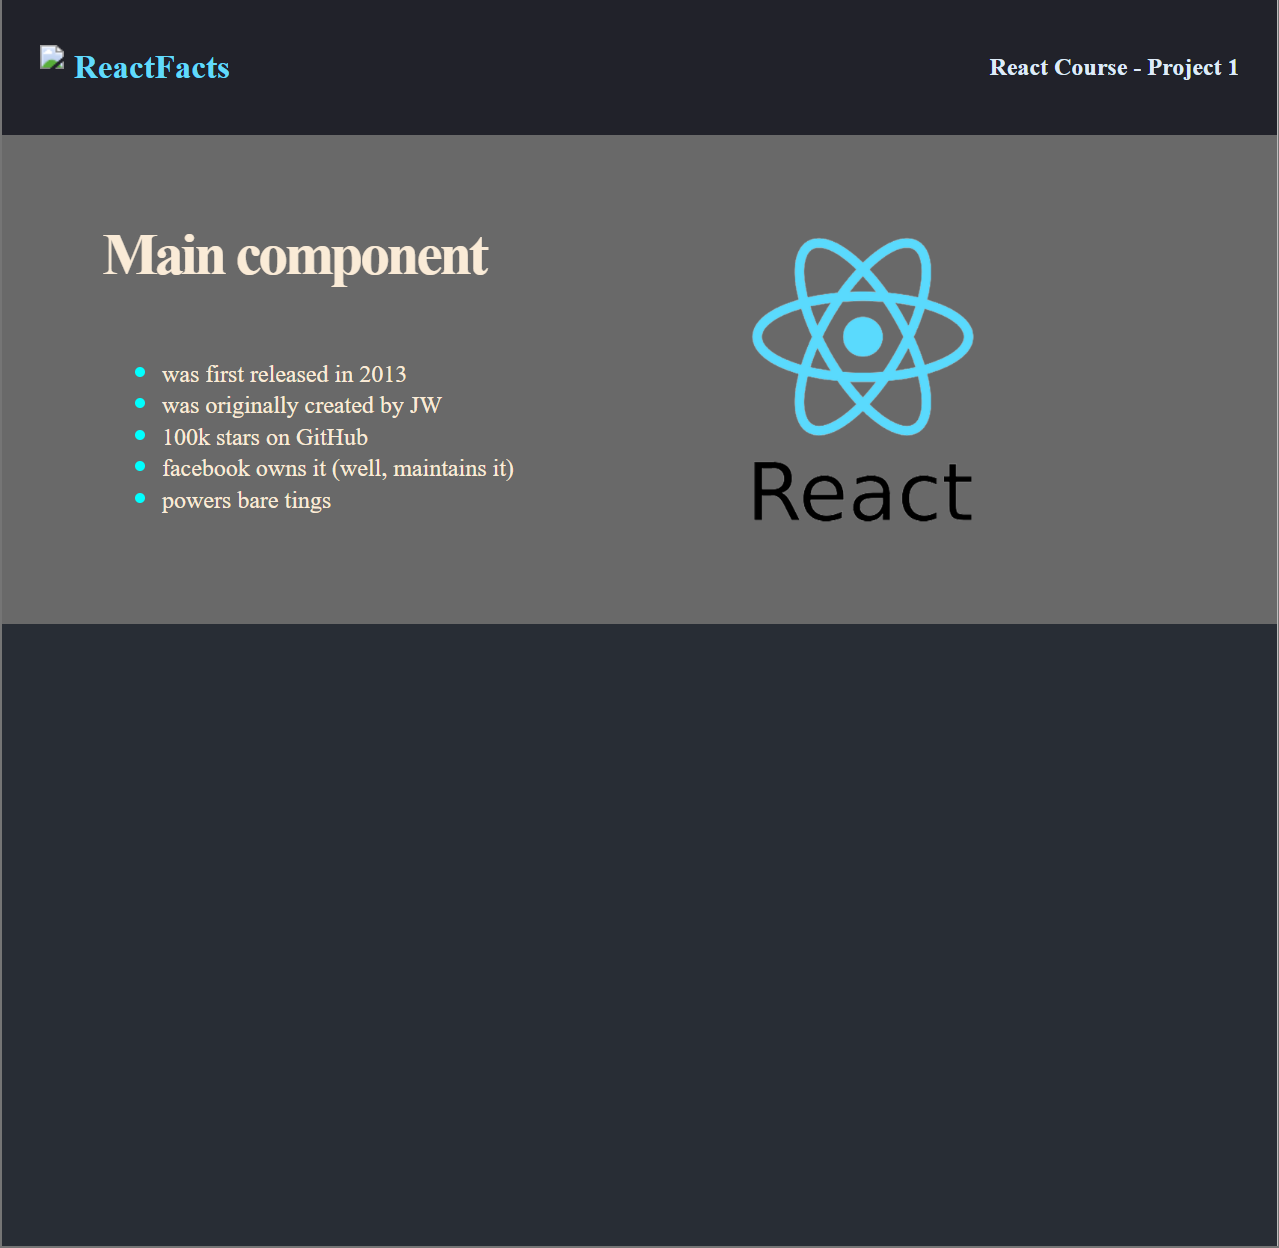 ReactFacts
React Course - Project 1
Main component
was first released in 2013
was originally created by JW
100k stars on GitHub
facebook owns it (well, maintains it)
powers bare tings
React